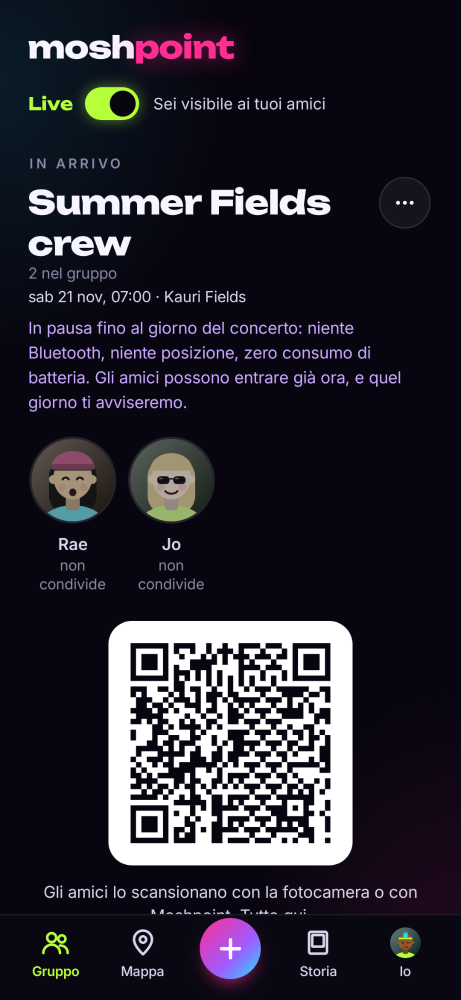 moshpoint
Live Sei visibile ai tuoi amici
IN ARRIVO
Summer Fields
crew
2 nel gruppo
sab 21 nov, 07:00 · Kauri Fields
In pausa fino al giorno del concerto: niente
Bluetooth, niente posizione, zero consumo di
batteria. Gli amici possono entrare già ora, e quel
giorno ti avviseremo.
Rae Jo
non non
condivide condivide
Gli amici lo scansionano con la fotocamera o con
Moshpoint. Tutto qui.
Gruppo Mappa Storia Io